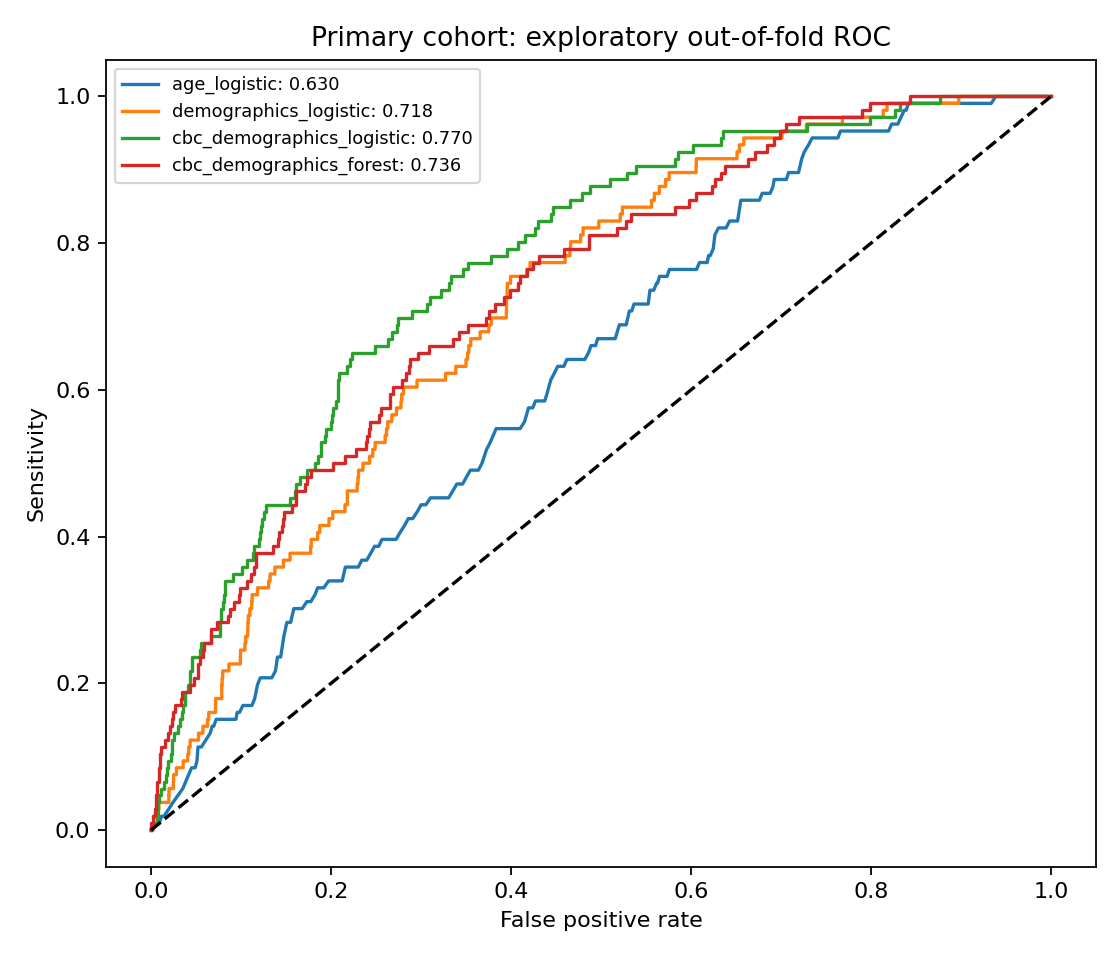 Primary cohort: exploratory out-of-fold ROC
age_logistic: 0.630
demographics_logistic: 0.718
cbc_demographics_logistic: 0.770
cbc_demographics_forest: 0.736
Sensitivity
1.0
0.8
0.6
0.4
0.2
0.0
0.0 0.2 0.4 0.6 0.8 1.0
False positive rate